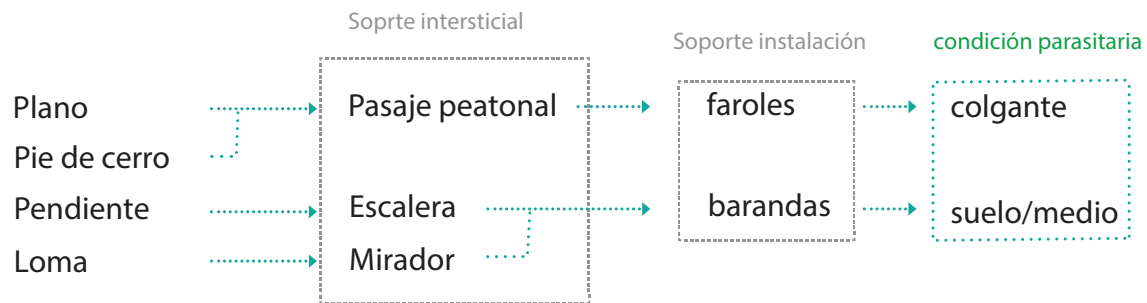 Soprte intersticial
Soporte instalación
condición parasitaria
Plano
Pasaje peatonal
faroles
colgante
Pie de cerro
Pendiente
Escalera
barandas
suelo/medio
Loma
Mirador